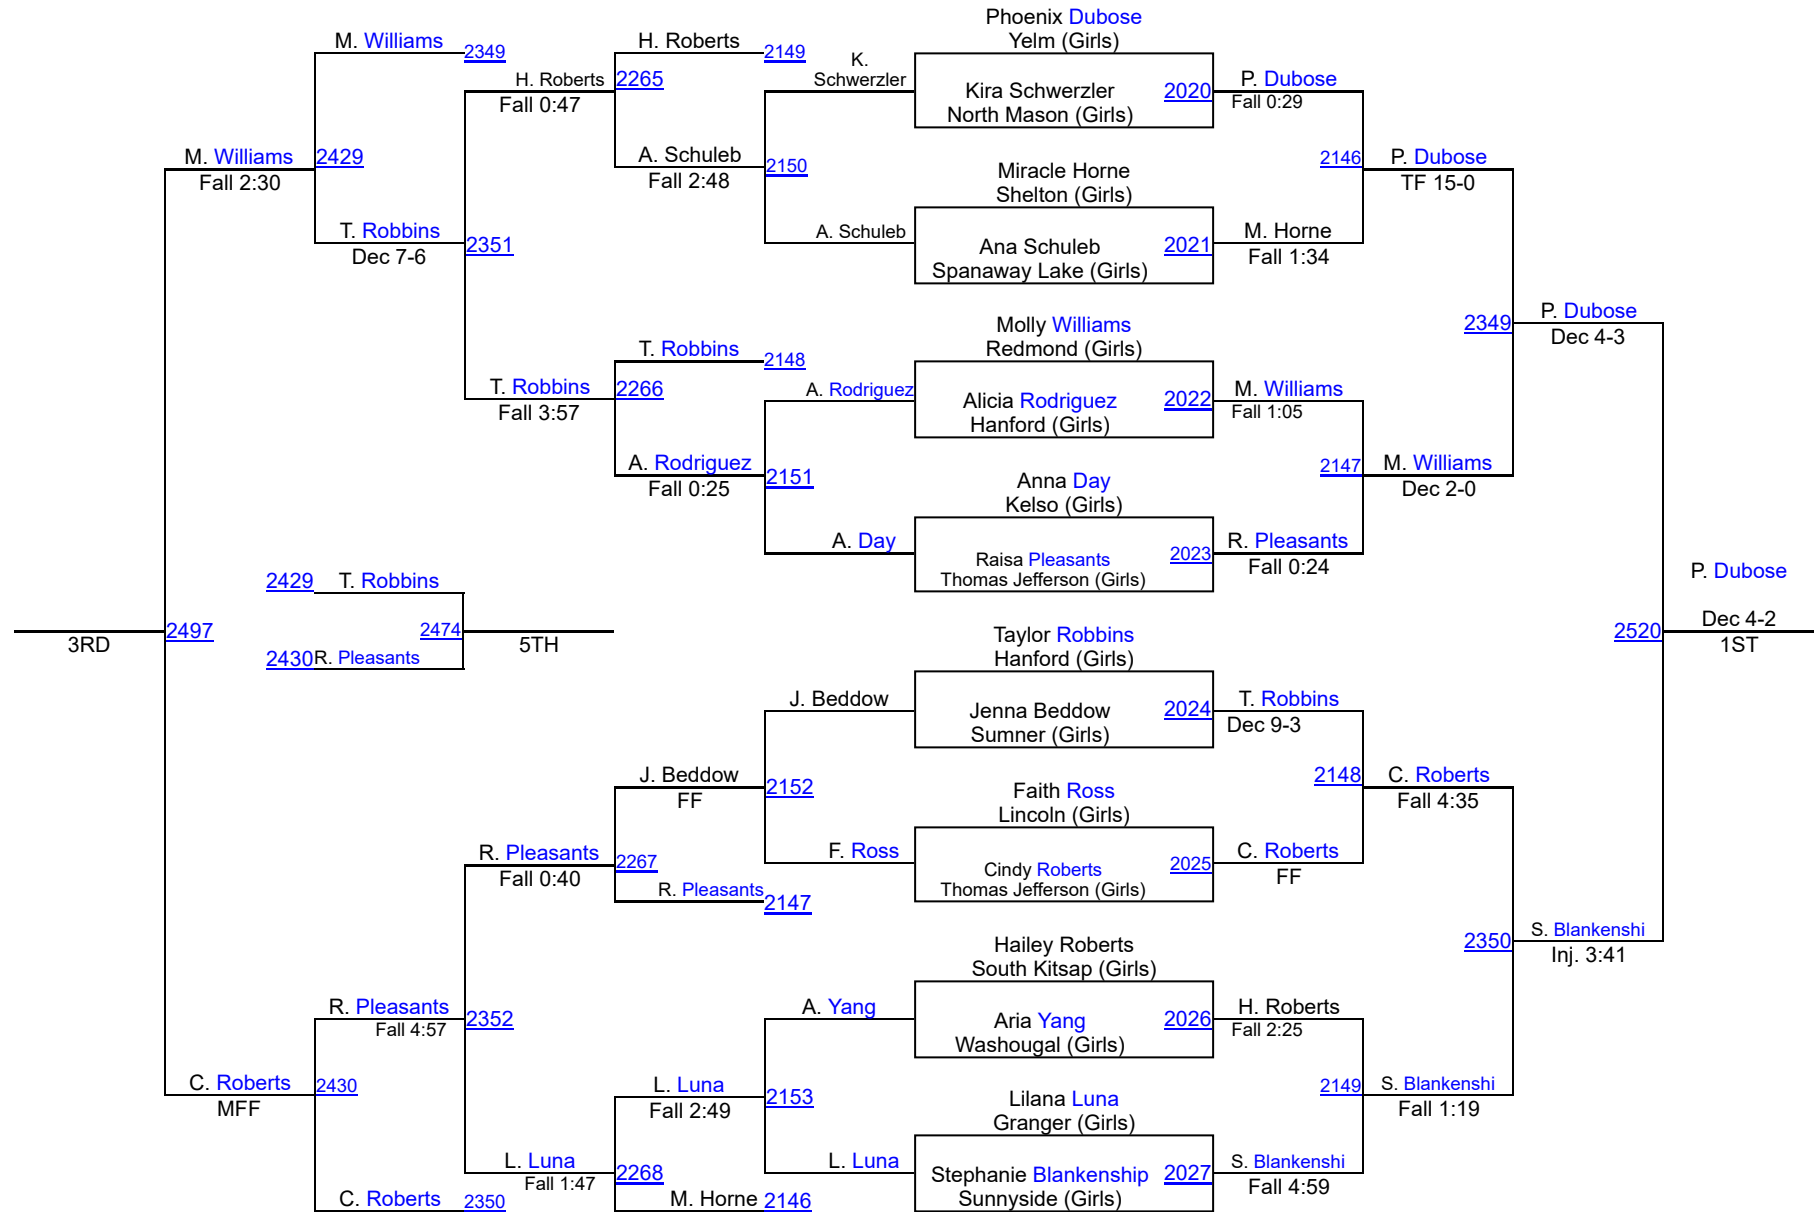 Phoenix Dubose
Yelm (Girls)
M. Williams
2349
H. Roberts
2149
K.
Schwerzler
H. Roberts
2265
Fall 0:47
Kira Schwerzler
North Mason (Girls)
2020
P. Dubose
Fall 0:29
M. Williams
2429
Fall 2:30
A. Schuleb
2150
Fall 2:48
Miracle Horne
Shelton (Girls)
2146
P. Dubose
TF 15-0
T. Robbins
2351
Dec 7-6
A. Schuleb
Ana Schuleb
Spanaway Lake (Girls)
2021
M. Horne
Fall 1:34
Molly Williams
Redmond (Girls)
2349
P. Dubose
Dec 4-3
T. Robbins
2148
T. Robbins
2266
Fall 3:57
A. Rodriguez
Alicia Rodriguez
Hanford (Girls)
2022
M. Williams
Fall 1:05
A. Rodriguez
2151
Fall 0:25
Anna Day
Kelso (Girls)
2147
M. Williams
Dec 2-0
A. Day
Raisa Pleasants
Thomas Jefferson (Girls)
2023
R. Pleasants
Fall 0:24
2429
T. Robbins
P. Dubose
2497
3RD
2474
5TH
2520
Dec 4-2
1ST
2430
R. Pleasants
Taylor Robbins
Hanford (Girls)
J. Beddow
Jenna Beddow
Sumner (Girls)
2024
T. Robbins
Dec 9-3
J. Beddow
2152
FF
Faith Ross
Lincoln (Girls)
2148
C. Roberts
Fall 4:35
R. Pleasants
2267
Fall 0:40
F. Ross
Cindy Roberts
Thomas Jefferson (Girls)
2025
C. Roberts
FF
R. Pleasants
2147
Hailey Roberts
South Kitsap (Girls)
2350
S. Blankenshi
Inj. 3:41
R. Pleasants
2352
Fall 4:57
A. Yang
Aria Yang
Washougal (Girls)
2026
H. Roberts
Fall 2:25
C. Roberts
2430
MFF
L. Luna
2153
Fall 2:49
Lilana Luna
Granger (Girls)
2149
S. Blankenshi
Fall 1:19
L. Luna
2268
Fall 1:47
L. Luna
Stephanie Blankenship
Sunnyside (Girls)
2027
S. Blankenshi
Fall 4:59
C. Roberts
2350
M. Horne
2146